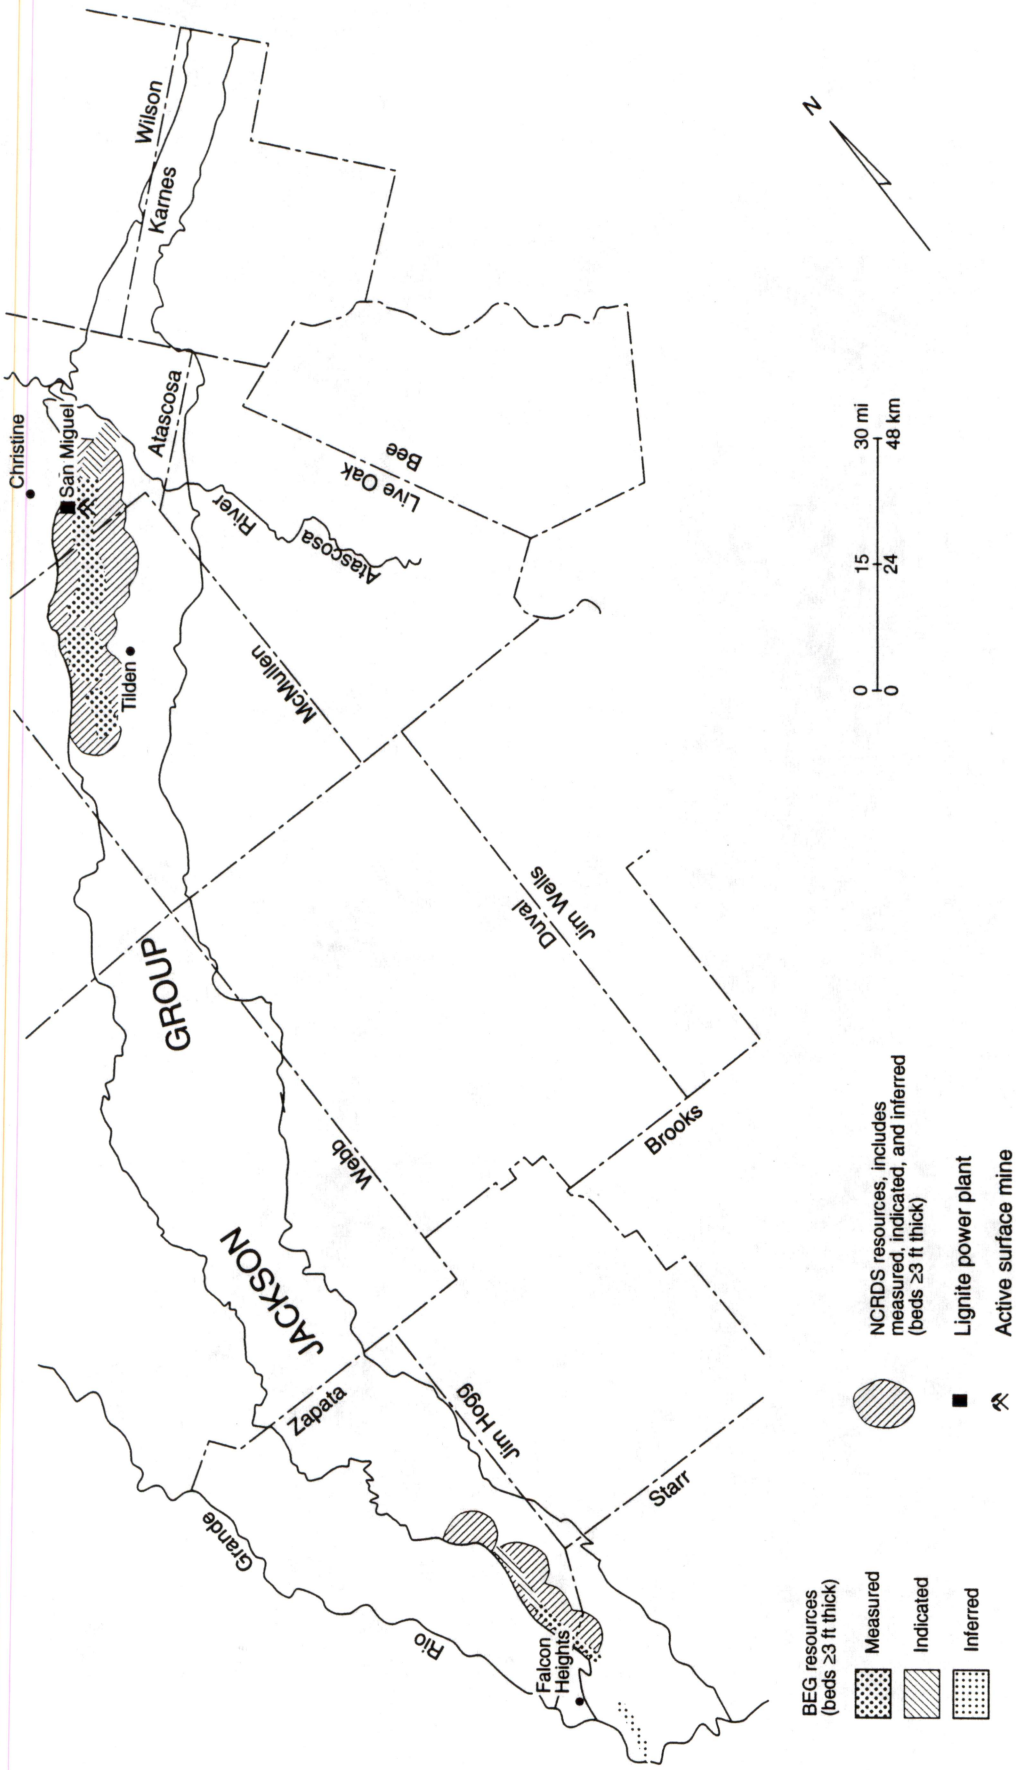 Christine
San Miguel
Wilson
Karnes
Atascosa
N
Tilden
River
Atascosa
Live Oak
Bee
McMullen
GROUP
JACKSON
Webb
Duval
Jim Wells
Brooks
Zapata
Jim Hogg
Starr
Rio
Grande
Falcon
Heights
0 15 30 mi
0 24 48 km
BEG resources
(beds ≥3 ft thick)
Measured
Indicated
Inferred
NCRDS resources, includes
measured, indicated, and inferred
(beds ≥3 ft thick)
Lignite power plant
Active surface mine